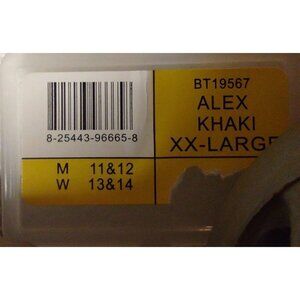 BT19567
ALEX
KHAKI
XX-LARGE
8-25443-96665-8
M 11&12
W 13&14